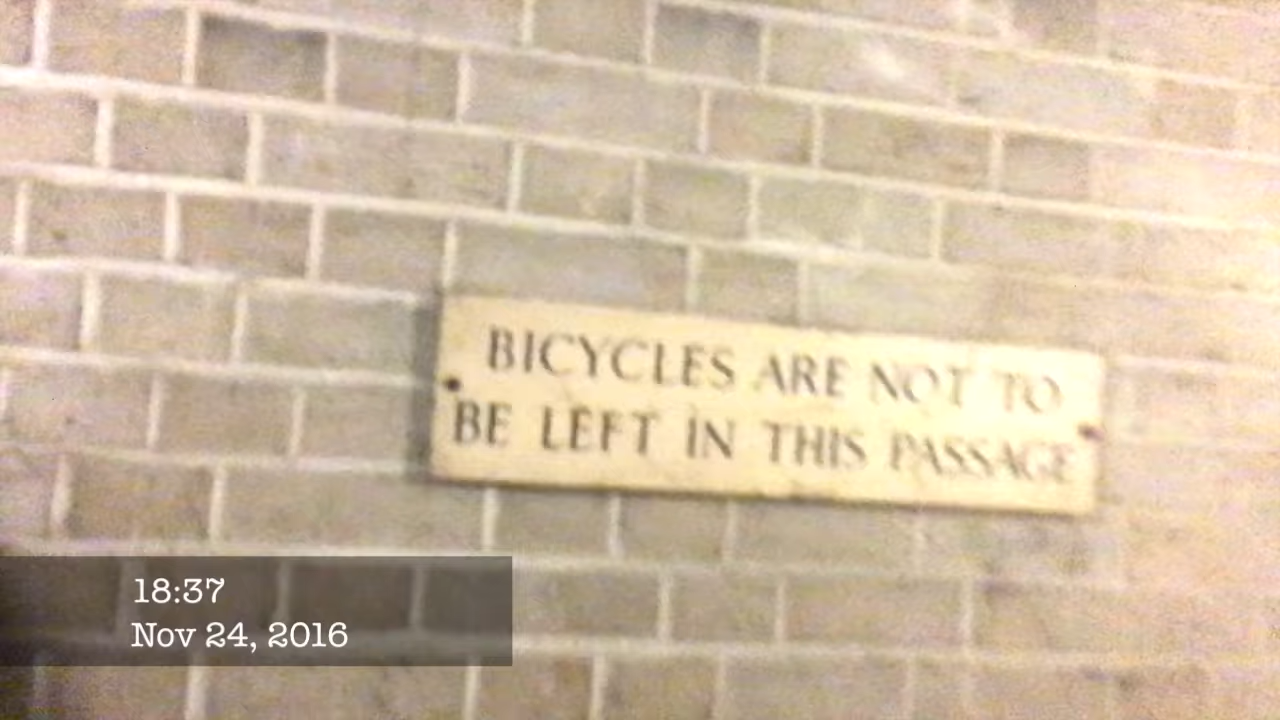 BICYCLES ARE NOT TO
BE LEFT IN THIS PASSAGE
18:37
Nov 24, 2016